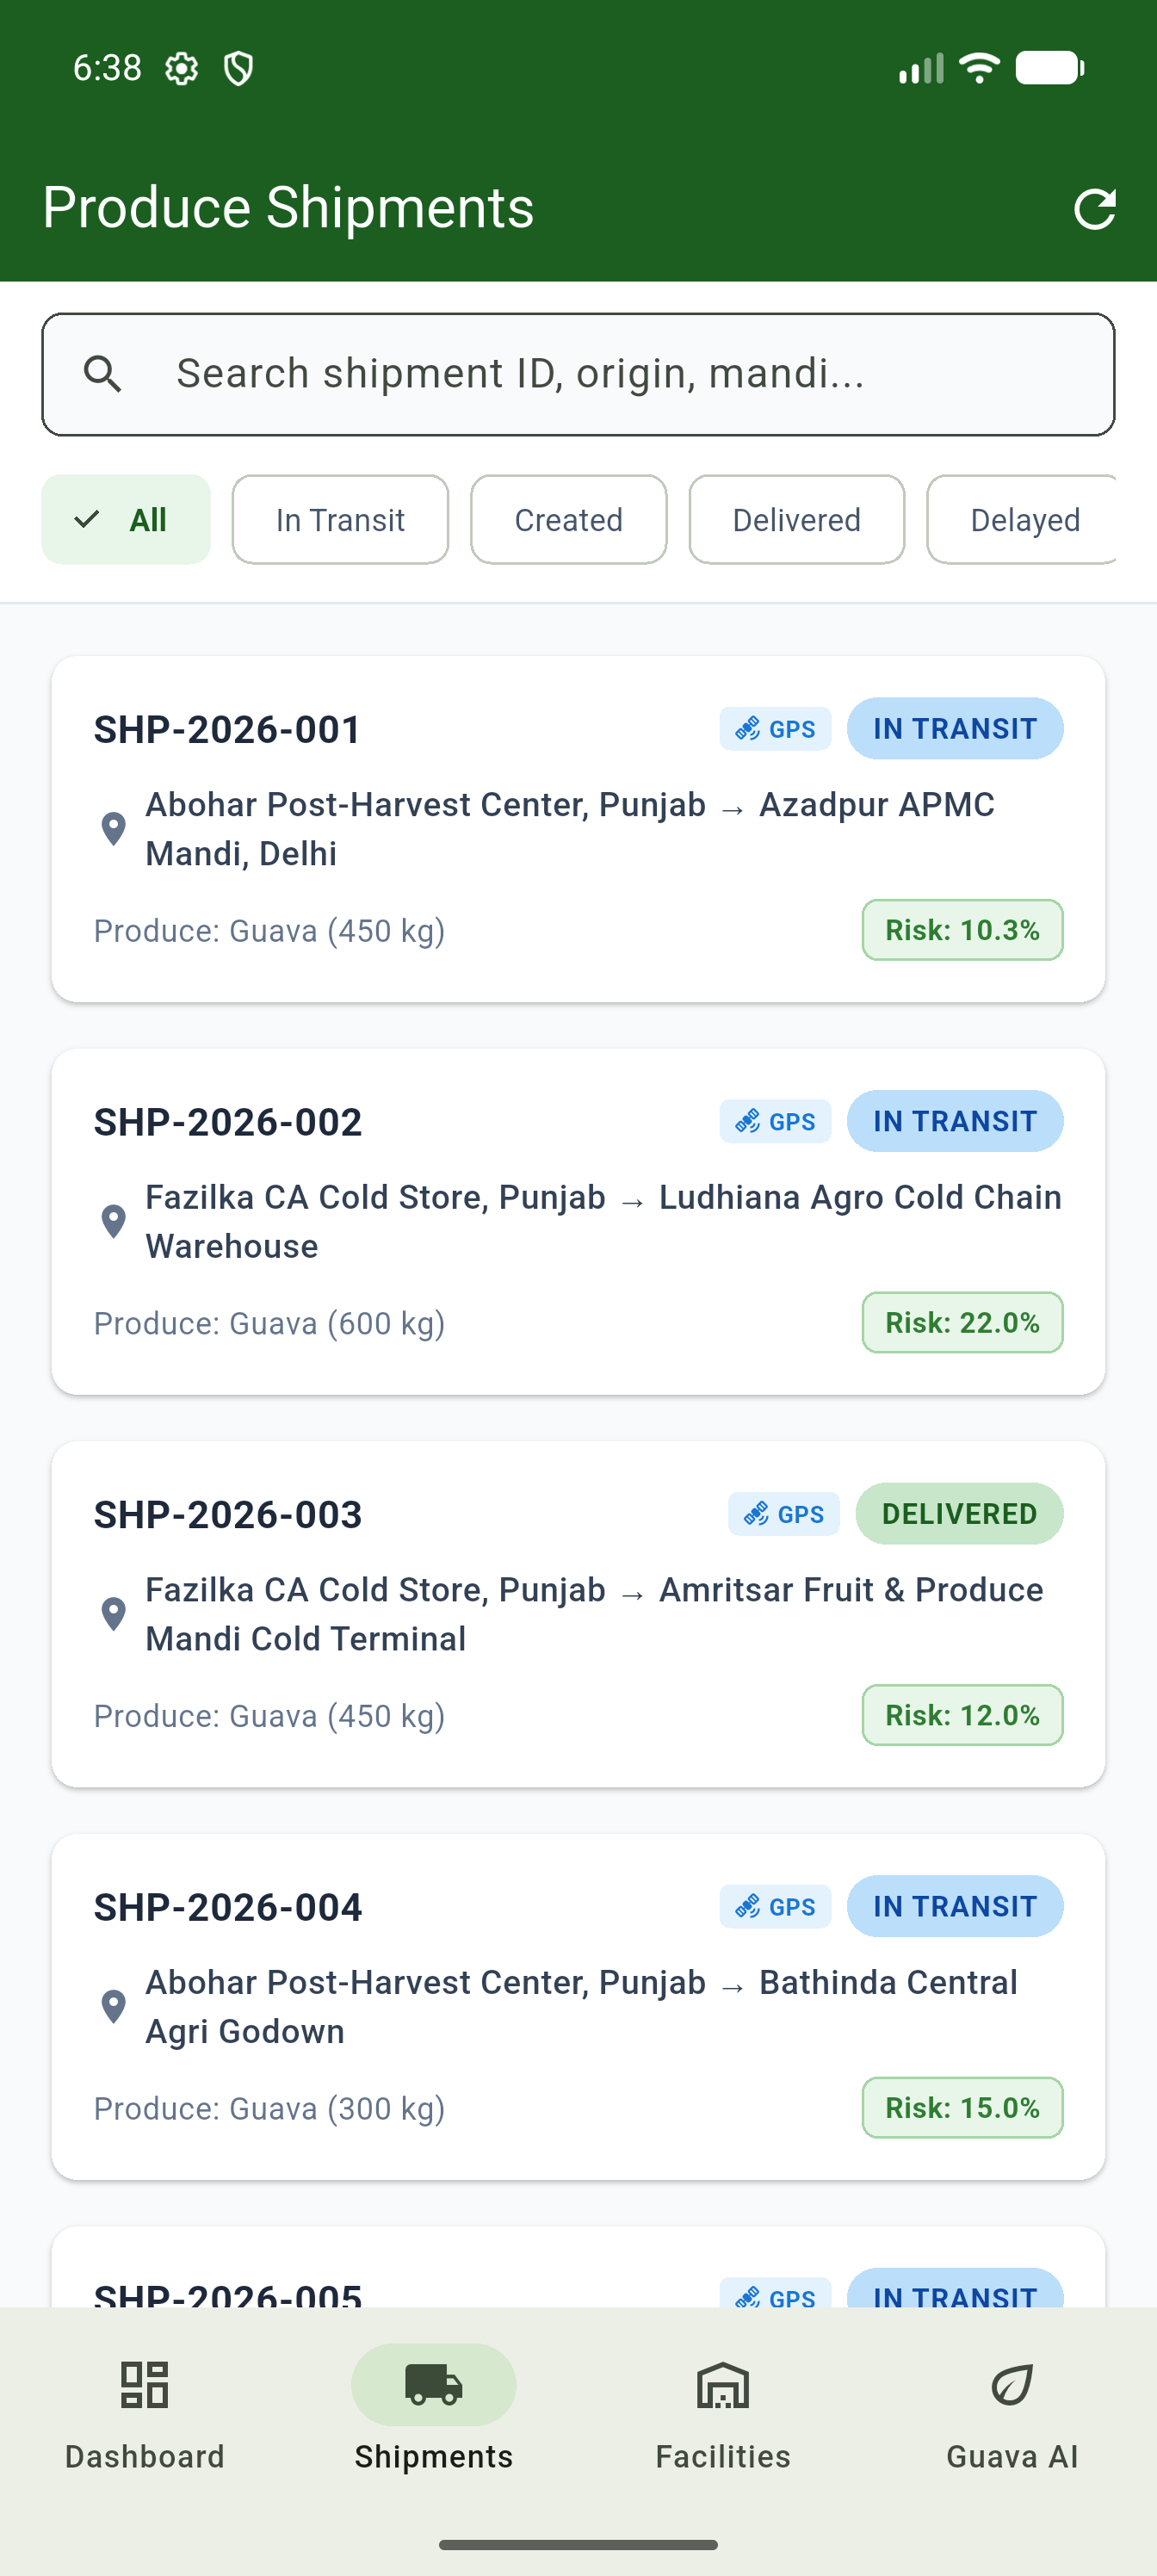 6:38
Produce Shipments
Search shipment ID, origin, mandi...
All
In Transit
Created
Delivered
Delayed
SHP-2026-001
GPS
IN TRANSIT
Abohar Post-Harvest Center, Punjab → Azadpur APMC
Mandi, Delhi
Produce: Guava (450 kg)
Risk: 10.3%
SHP-2026-002
GPS
IN TRANSIT
Fazilka CA Cold Store, Punjab → Ludhiana Agro Cold Chain
Warehouse
Produce: Guava (600 kg)
Risk: 22.0%
SHP-2026-003
GPS
DELIVERED
Fazilka CA Cold Store, Punjab → Amritsar Fruit & Produce
Mandi Cold Terminal
Produce: Guava (450 kg)
Risk: 12.0%
SHP-2026-004
GPS
IN TRANSIT
Abohar Post-Harvest Center, Punjab → Bathinda Central
Agri Godown
Produce: Guava (300 kg)
Risk: 15.0%
SHP-2026-005
GPS
IN TRANSIT
Dashboard
Shipments
Facilities
Guava AI